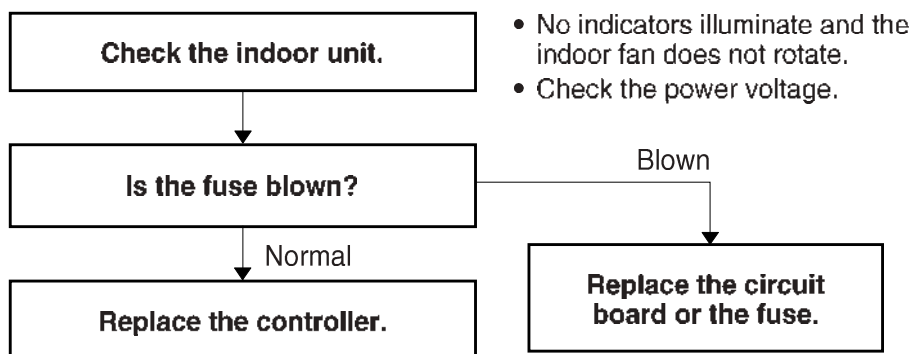 Check the indoor unit.
• No indicators illuminate and the
indoor fan does not rotate.
• Check the power voltage.
Is the fuse blown?
Blown
Normal
Replace the controller.
Replace the circuit
board or the fuse.